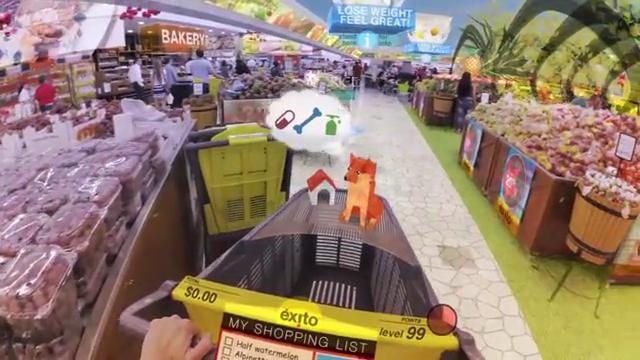 LOSE WEIGHT
FEEL GREAT!
BAKERY
i
$0.00
éxito
POINTS
level 99
MY SHOPPING LIST
Half watermelon